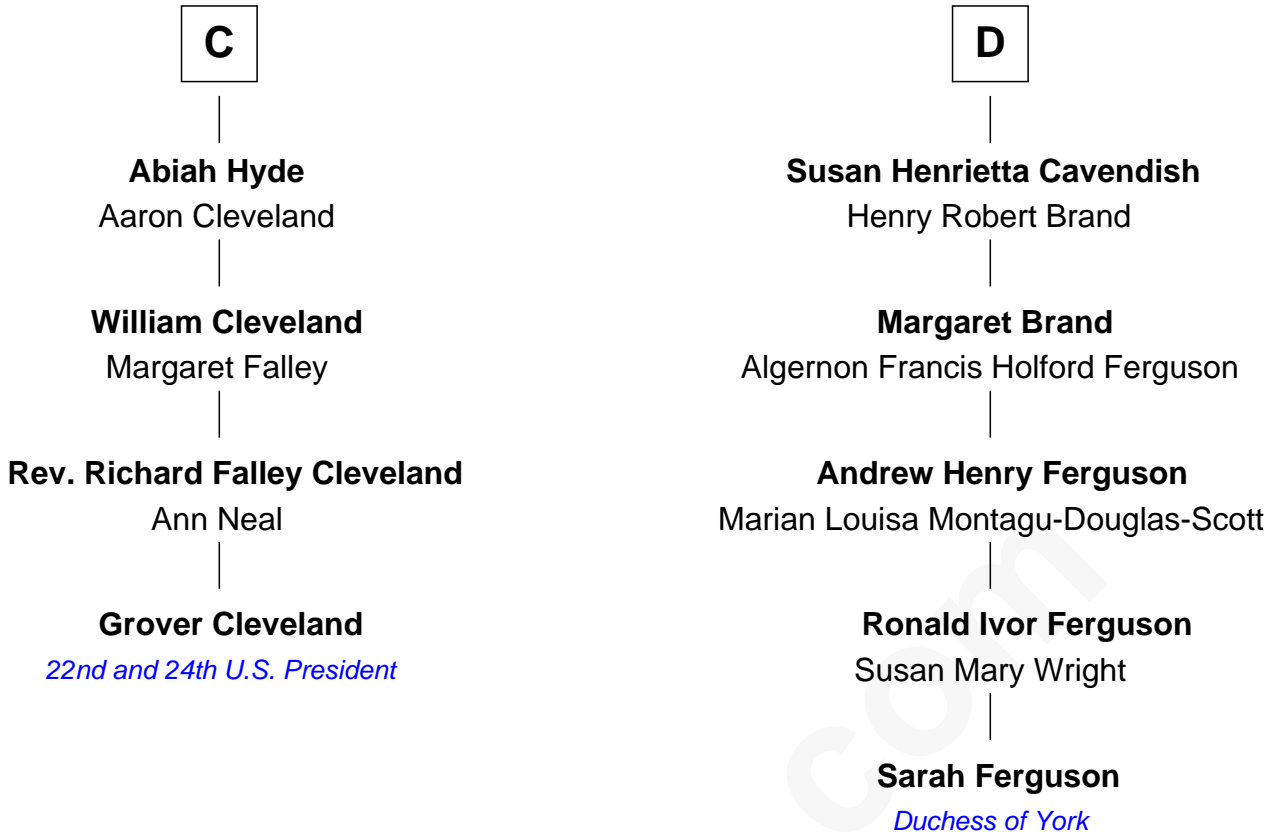 C
Abiah Hyde
Aaron Cleveland
William Cleveland
Margaret Falley
Rev. Richard Falley Cleveland
Ann Neal
Grover Cleveland
22nd and 24th U.S. President
D
Susan Henrietta Cavendish
Henry Robert Brand
Margaret Brand
Algernon Francis Holford Ferguson
Andrew Henry Ferguson
Marian Louisa Montagu-Douglas-Scott
Ronald Ivor Ferguson
Susan Mary Wright
Sarah Ferguson
Duchess of York
com